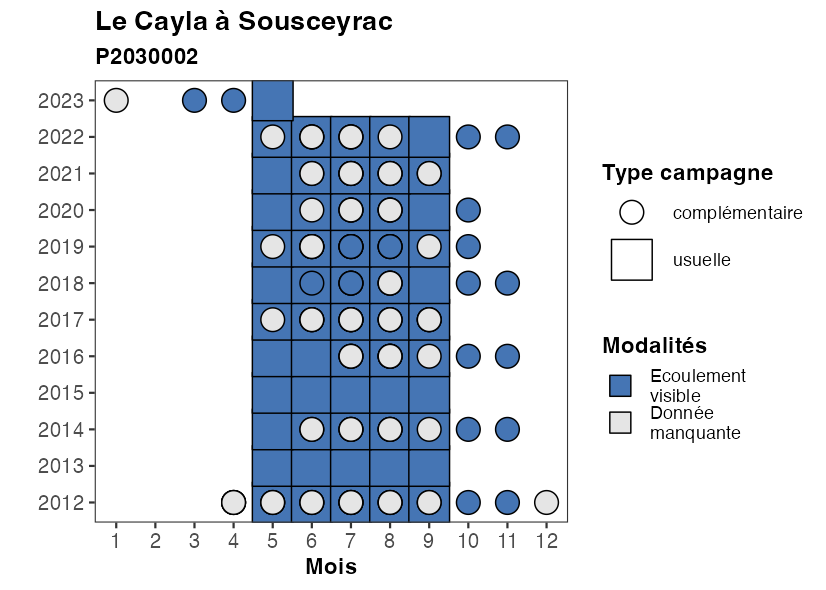 Le Cayla à Sousceyrac
P2030002
2023
2022
2021
2020
2019
2018
2017
2016
2015
2014
2013
2012
1 2 3 4 5 6 7 8 9 10 11 12
Mois
Type campagne
complémentaire
usuelle
Modalités
Ecoulement
visible
Donnée
manquante